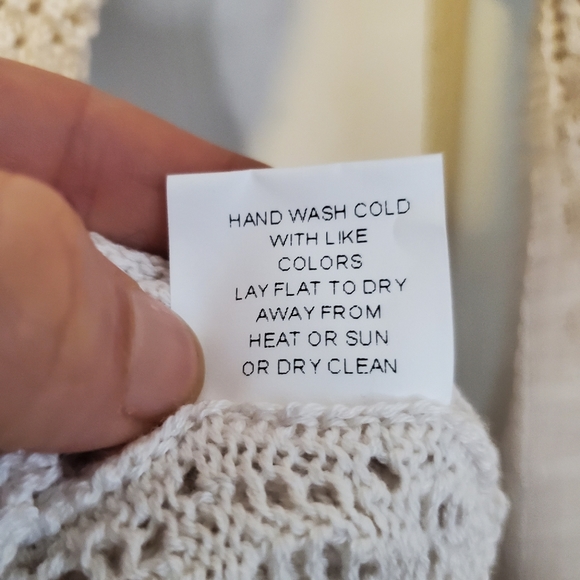 HAND WASH COLD
WITH LIKE
COLORS
LAY FLAT TO DRY
AWAY FROM
HEAT OR SUN
OR DRY CLEAN